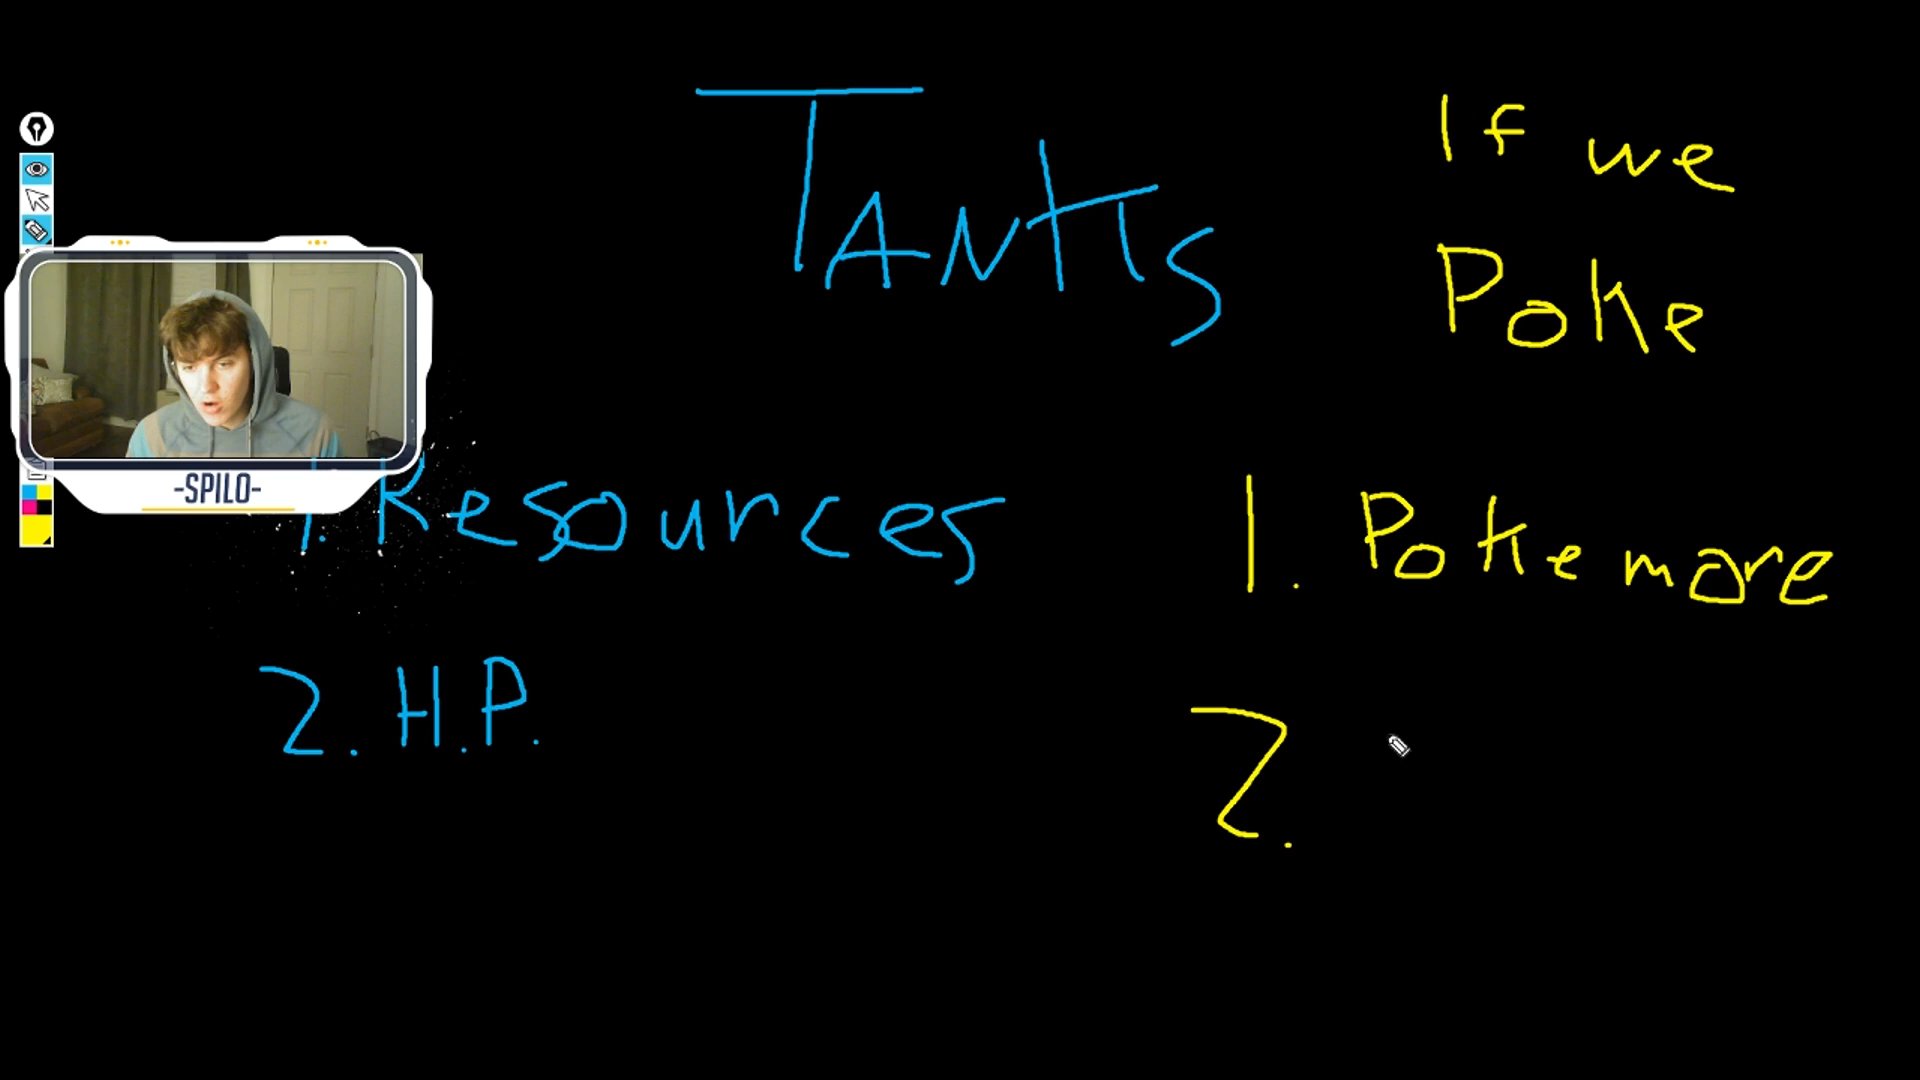 TANKS
If we
Poke
-SPILO-
1. Resources
1. Poke more
2. H.P.
2.